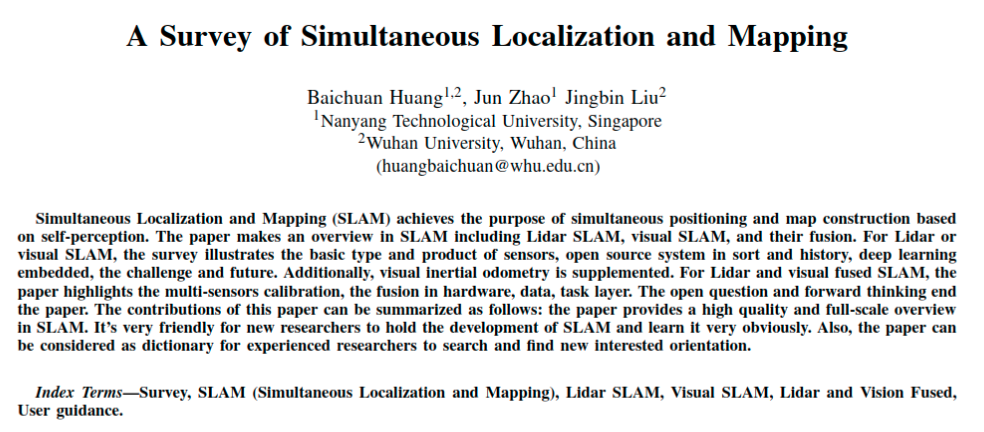 A Survey of Simultaneous Localization and Mapping
Baichuan Huang1,2, Jun Zhao1 Jingbin Liu2
1Nanyang Technological University, Singapore
2Wuhan University, Wuhan, China
(huangbaichuan@whu.edu.cn)
Simultaneous Localization and Mapping (SLAM) achieves the purpose of simultaneous positioning and map construction based
on self-perception. The paper makes an overview in SLAM including Lidar SLAM, visual SLAM, and their fusion. For Lidar or
visual SLAM, the survey illustrates the basic type and product of sensors, open source system in sort and history, deep learning
embedded, the challenge and future. Additionally, visual inertial odometry is supplemented. For Lidar and visual fused SLAM, the
paper highlights the multi-sensors calibration, the fusion in hardware, data, task layer. The open question and forward thinking end
the paper. The contributions of this paper can be summarized as follows: the paper provides a high quality and full-scale overview
in SLAM. It's very friendly for new researchers to hold the development of SLAM and learn it very obviously. Also, the paper can
be considered as dictionary for experienced researchers to search and find new interested orientation.
Index Terms—Survey, SLAM (Simultaneous Localization and Mapping), Lidar SLAM, Visual SLAM, Lidar and Vision Fused,
User guidance.